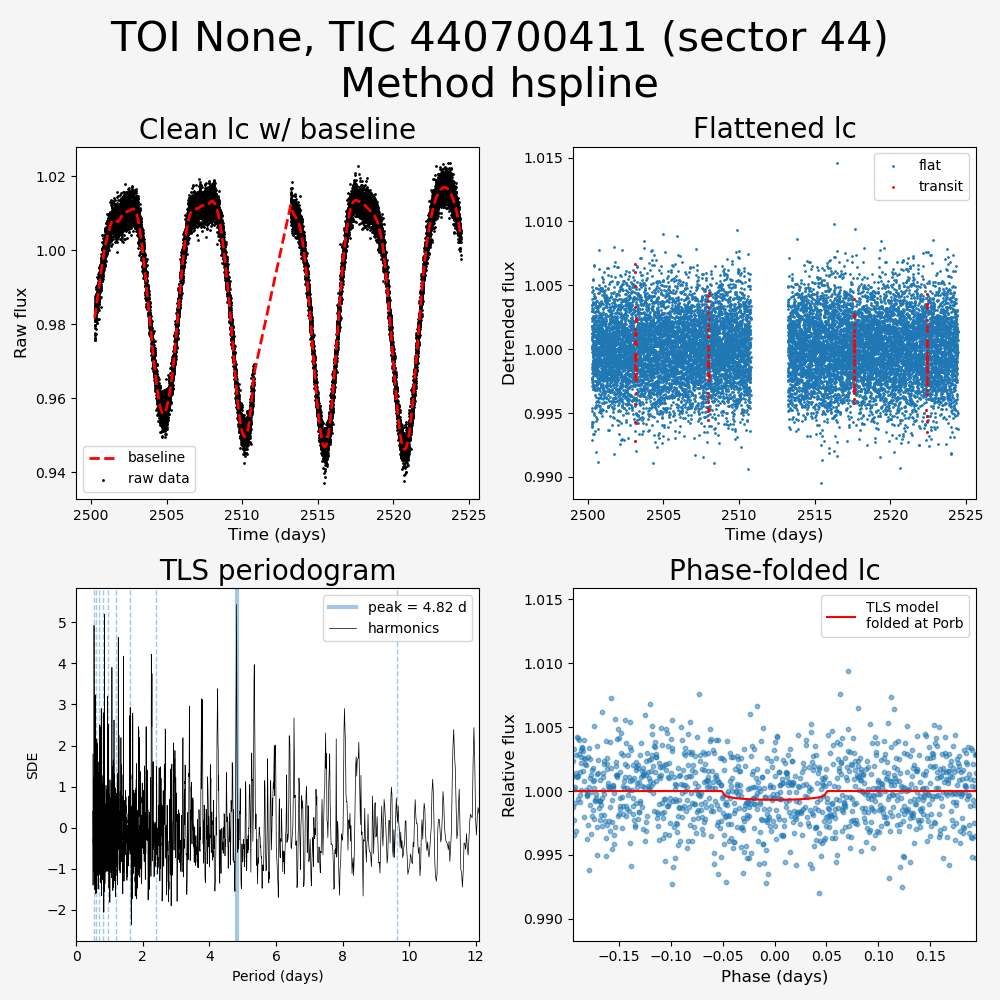 TOI None, TIC 440700411 (sector 44)
Method hspline
Clean lc w/ baseline
Raw flux
1.02
1.00
0.98
0.96
0.94
baseline
raw data
2500
2505
2510
2515
2520
2525
Time (days)
Flattened lc
Detrended flux
1.015
1.010
1.005
1.000
0.995
0.990
flat
transit
2500
2505
2510
2515
2520
2525
Time (days)
TLS periodogram
SDE
5
4
3
2
1
0
−1
−2
peak = 4.82 d
harmonics
0
2
4
6
8
10
12
Period (days)
Phase-folded lc
Relative flux
1.015
1.010
1.005
1.000
0.995
0.990
TLS model
folded at Porb
−0.15
−0.10
−0.05
0.00
0.05
0.10
0.15
Phase (days)